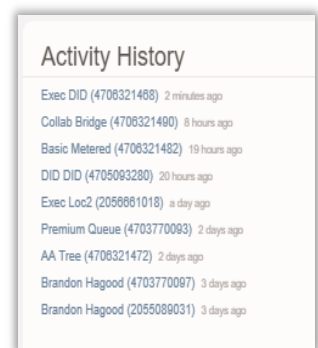 Activity History
Exec DID (4706321468) 2 minutes ago
Collab Bridge (4706321490) 8 hours ago
Basic Metered (4706321482) 19 hours ago
DID DID (4705093280) 20 hours ago
Exec Loc2 (2056661018) a day ago
Premium Queue (4703770093) 2 days ago
AA Tree (4706321472) 2 days ago
Brandon Hagood (4703770097) 3 days ago
Brandon Hagood (2055089031) 3 days ago